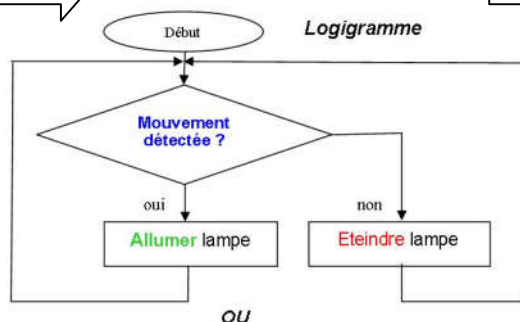 Début
Logigramme
Mouvement
détectée ?
oui
non
Allumer lampe
Eteindre lampe
OU